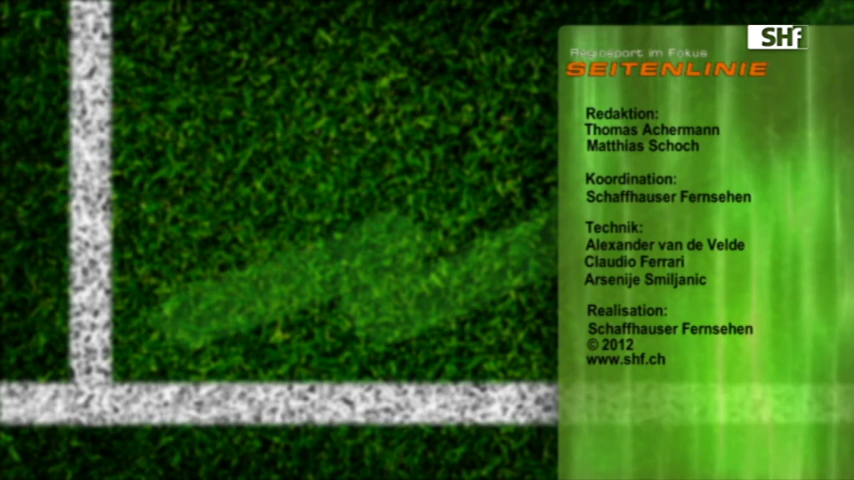 SHf
Regiosport im Fokus
SEITENLINIE
Redaktion:
Thomas Achermann
Matthias Schoch
Koordination:
Schaffhauser Fernsehen
Technik:
Alexander van de Velde
Claudio Ferrari
Arsenije Smiljanic
Realisation:
Schaffhauser Fernsehen
© 2012
www.shf.ch